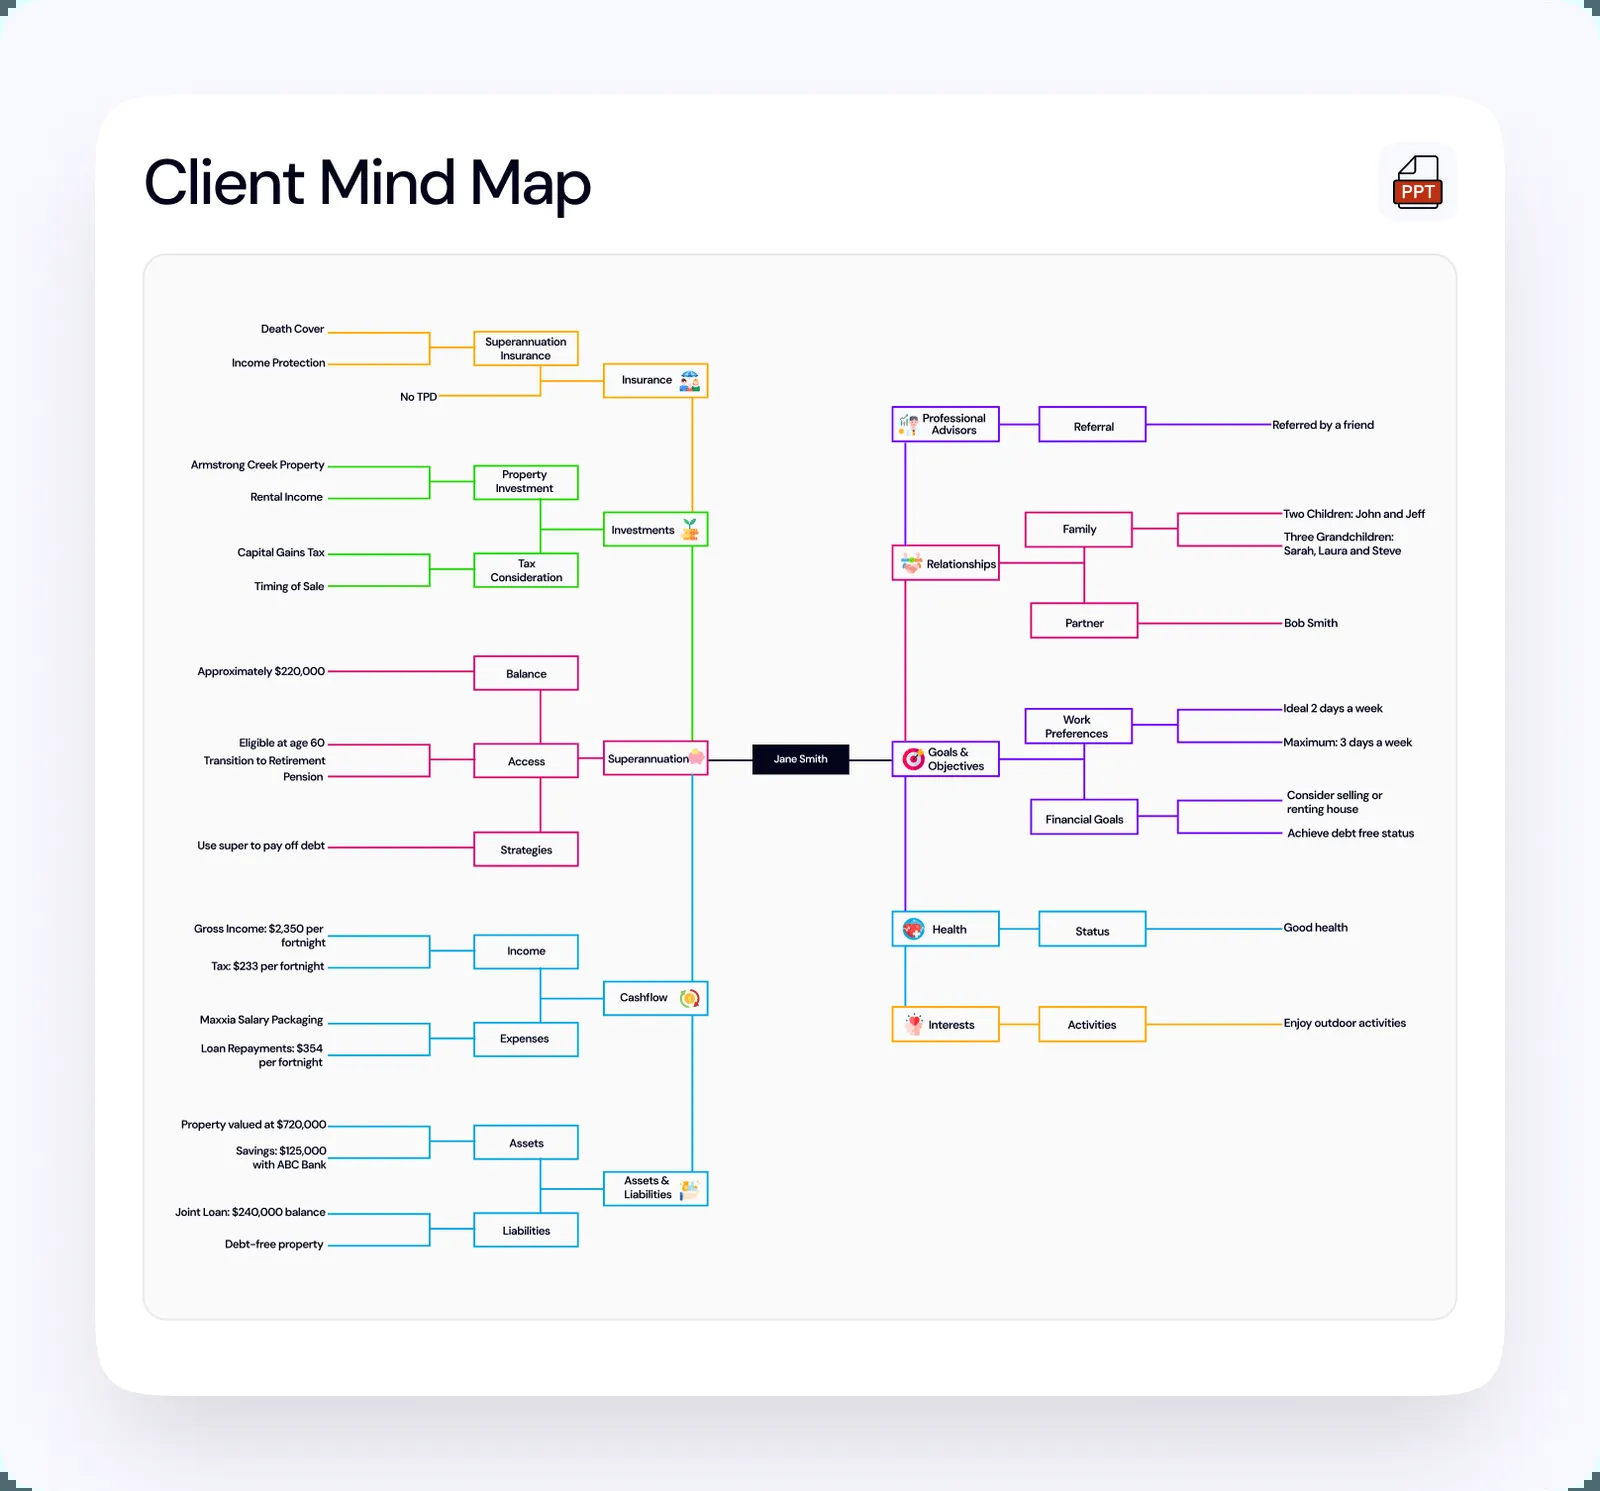 Client Mind Map
PPT
Death Cover
Income Protection
No TPD
Superannuation
Insurance
Insurance
Armstrong Creek Property
Rental Income
Property
Investment
Investments
Capital Gains Tax
Timing of Sale
Tax
Consideration
Approximately $220,000
Balance
Eligible at age 60
Transition to Retirement
Pension
Access
Superannuation
Use super to pay off debt
Strategies
Gross Income: $2,350 per
fortnight
Tax: $233 per fortnight
Income
Cashflow
Maxxia Salary Packaging
Loan Repayments: $354
per fortnight
Expenses
Property valued at $720,000
Savings: $125,000
with ABC Bank
Assets
Assets &
Liabilities
Joint Loan: $240,000 balance
Debt-free property
Liabilities
Jane Smith
Professional
Advisors
Referral
Referred by a friend
Relationships
Family
Two Children: John and Jeff
Three Grandchildren:
Sarah, Laura and Steve
Partner
Bob Smith
Goals &
Objectives
Work
Preferences
Ideal 2 days a week
Maximum: 3 days a week
Financial Goals
Consider selling or
renting house
Achieve debt free status
Health
Status
Good health
Interests
Activities
Enjoy outdoor activities